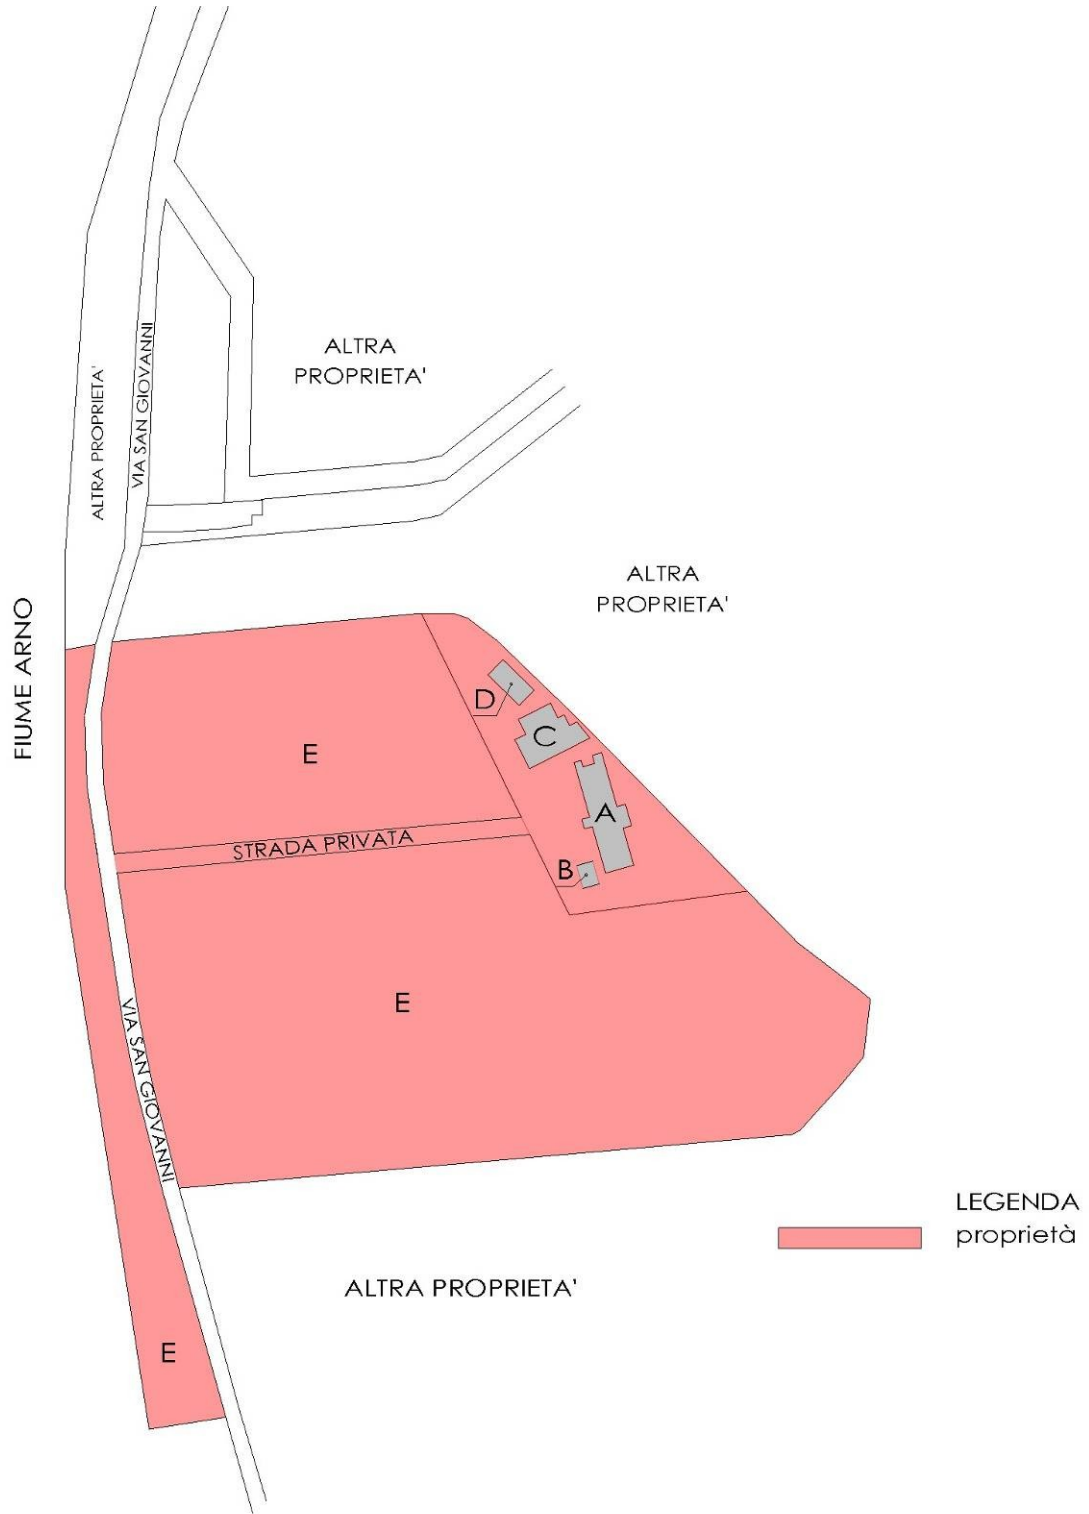 ALTRA
PROPRIETA'
ALTRA PROPRIETA'
VIA SAN GIOVANNI
ALTRA
PROPRIETA'
FIUME ARNO
D
C
E
A
STRADA PRIVATA
B
E
VIA SAN GIOVANNI
LEGENDA
proprietà
ALTRA PROPRIETA'
E